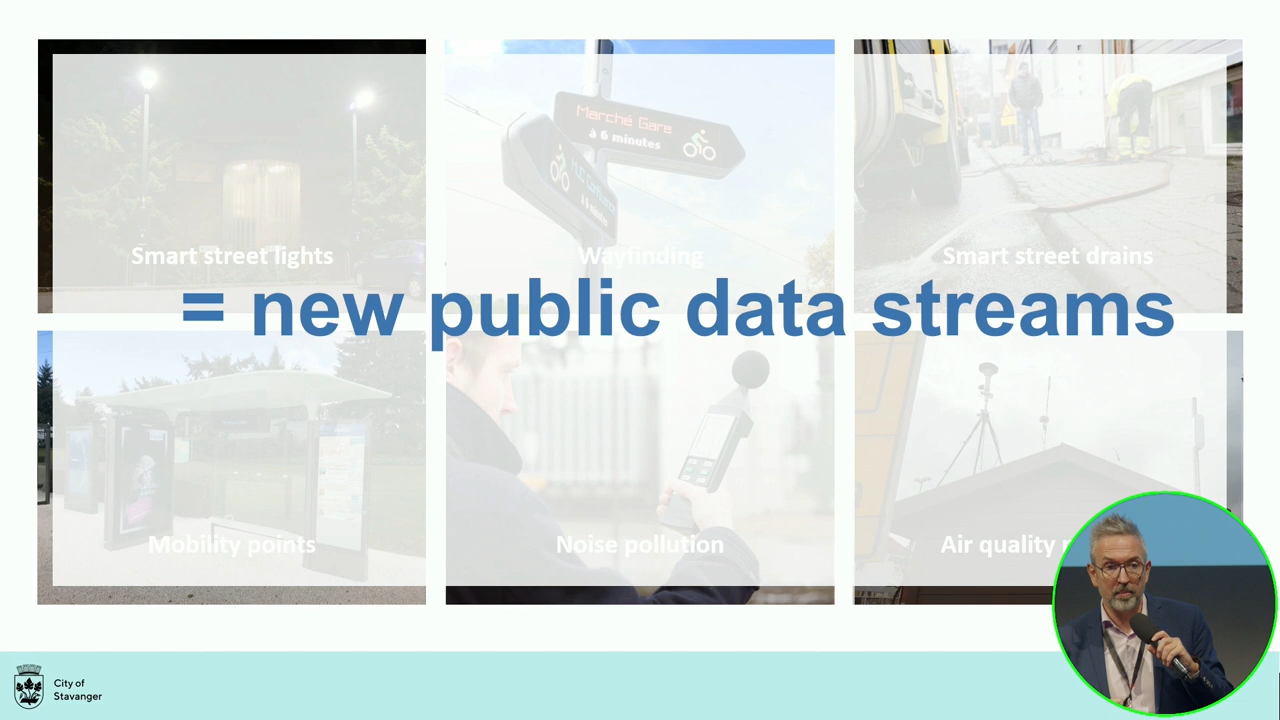 Marché Gare
à 6 minutes
Smart street lights
Wayfinding
Smart street drains
= new public data streams
Mobility points
Noise pollution
Air quality
City of
Stavanger